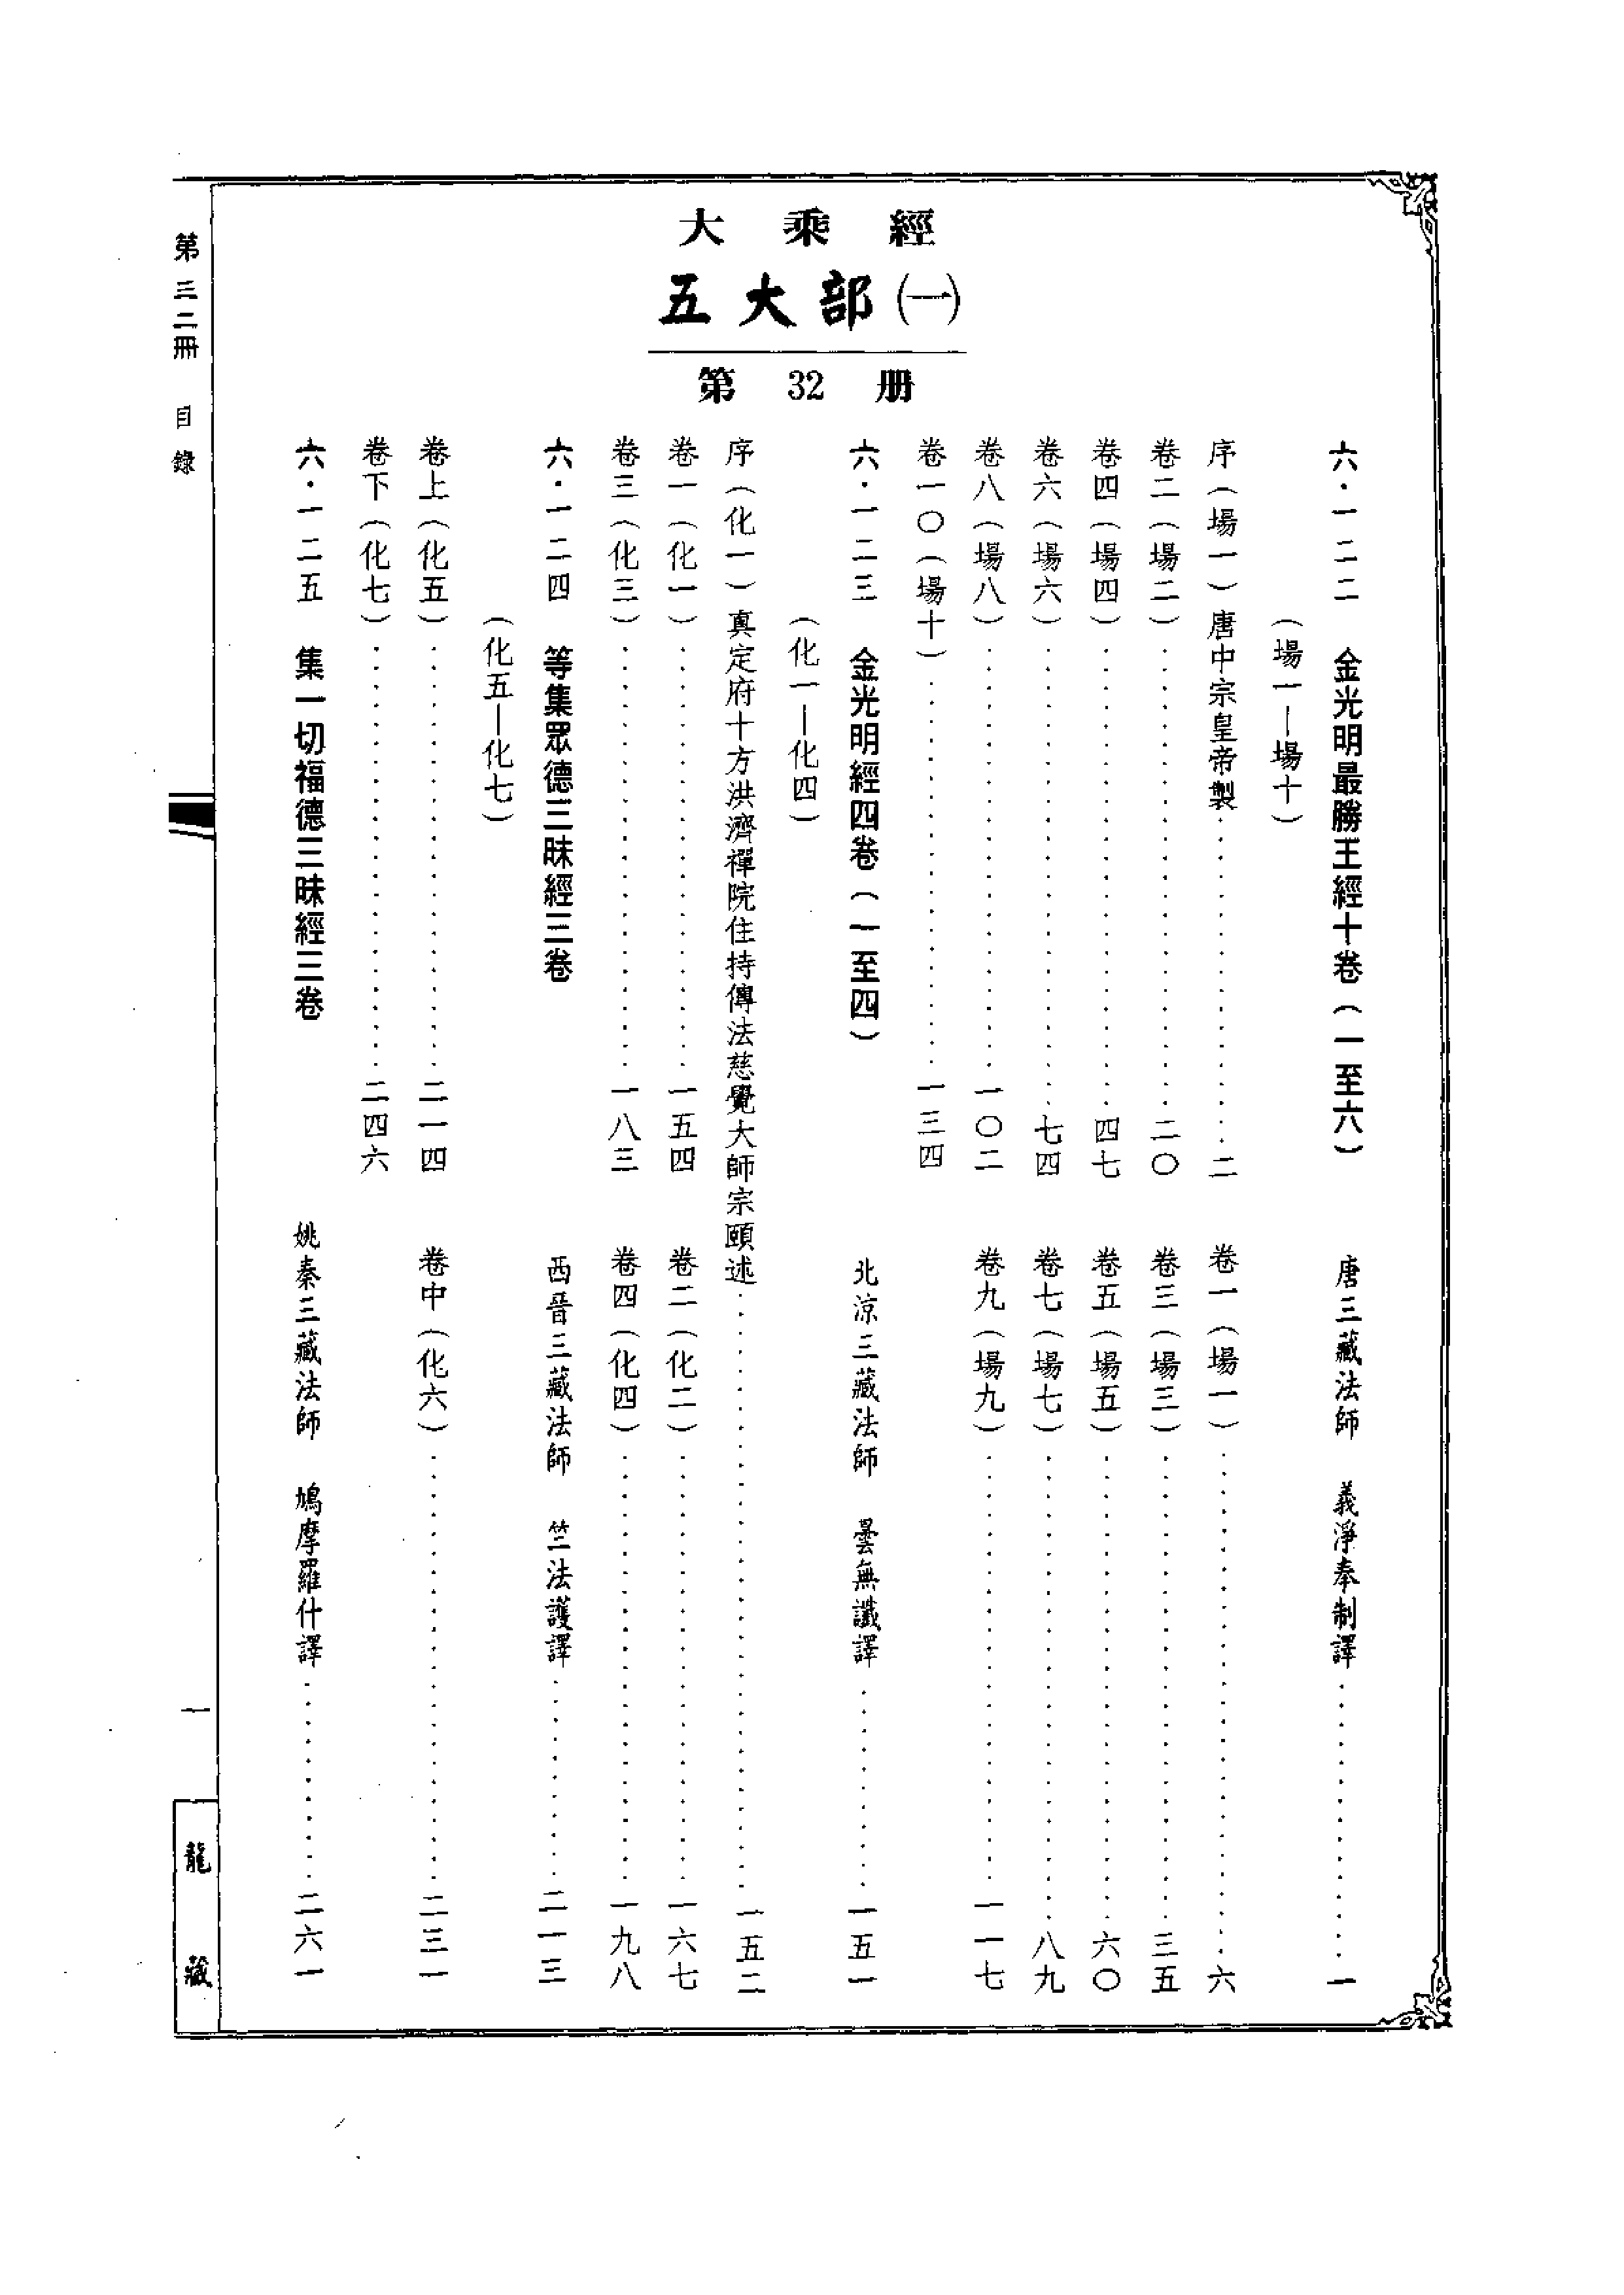 大乘經
五大部㈠
第32册
六·一二二　金光明最勝王經十卷（一至六）　唐三藏法師　義淨奉制譯……一
（場一—場十）
序（場一）唐中宗皇帝製……二　卷一（場一）……六
卷二（場二）……二〇　卷三（場三）……三五
卷四（場四）……四七　卷五（場五）……六〇
卷六（場六）……七四　卷七（場七）……八九
卷八（場八）……一〇二　卷九（場九）……一一七
卷一〇（場十）……一三四
六·一二三　金光明經四卷（一至四）　北涼三藏法師　曇無讖譯……一五一
（化一—化四）
序（化一）真定府十方洪濟禪院住持傳法慈覺大師宗頤述……一五二
卷一（化一）……一五四　卷二（化二）……一六七
卷三（化三）……一八三　卷四（化四）……一九八
六·一二四　等集眾德三昧經三卷　西晉三藏法師　竺法護譯……二一三
（化五—化七）
卷上（化五）……二一四　卷中（化六）……二三一
卷下（化七）……二四六
六·一二五　集一切福德三昧經三卷　姚秦三藏法師　鳩摩羅什譯……二六一
第三二冊　目錄
一
龍藏